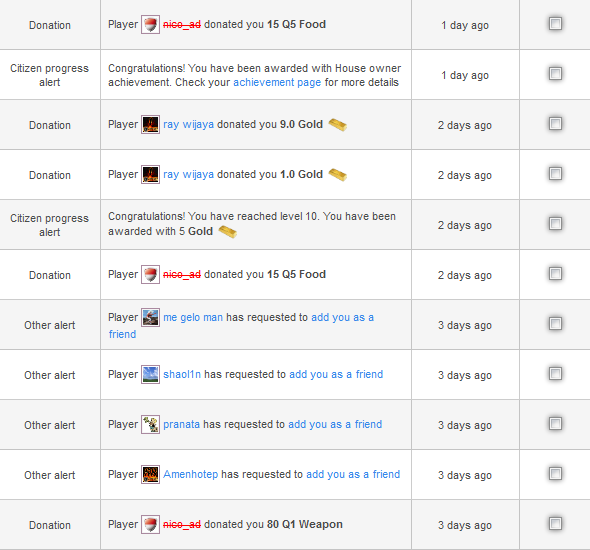 Donation Player nico_ad donated you 15 Q5 Food 1 day ago
Citizen progress alert Congratulations! You have been awarded with House owner
achievement. Check your achievement page for more details 1 day ago
Donation Player ray wijaya donated you 9.0 Gold 2 days ago
Donation Player ray wijaya donated you 1.0 Gold 2 days ago
Citizen progress alert Congratulations! You have reached level 10. You have been
awarded with 5 Gold 2 days ago
Donation Player nico_ad donated you 15 Q5 Food 2 days ago
Other alert Player me gelo man has requested to add you as a
friend 3 days ago
Other alert Player shaol1n has requested to add you as a friend 3 days ago
Other alert Player pranata has requested to add you as a friend 3 days ago
Other alert Player Amenhotep has requested to add you as a friend 3 days ago
Donation Player nico_ad donated you 80 Q1 Weapon 3 days ago